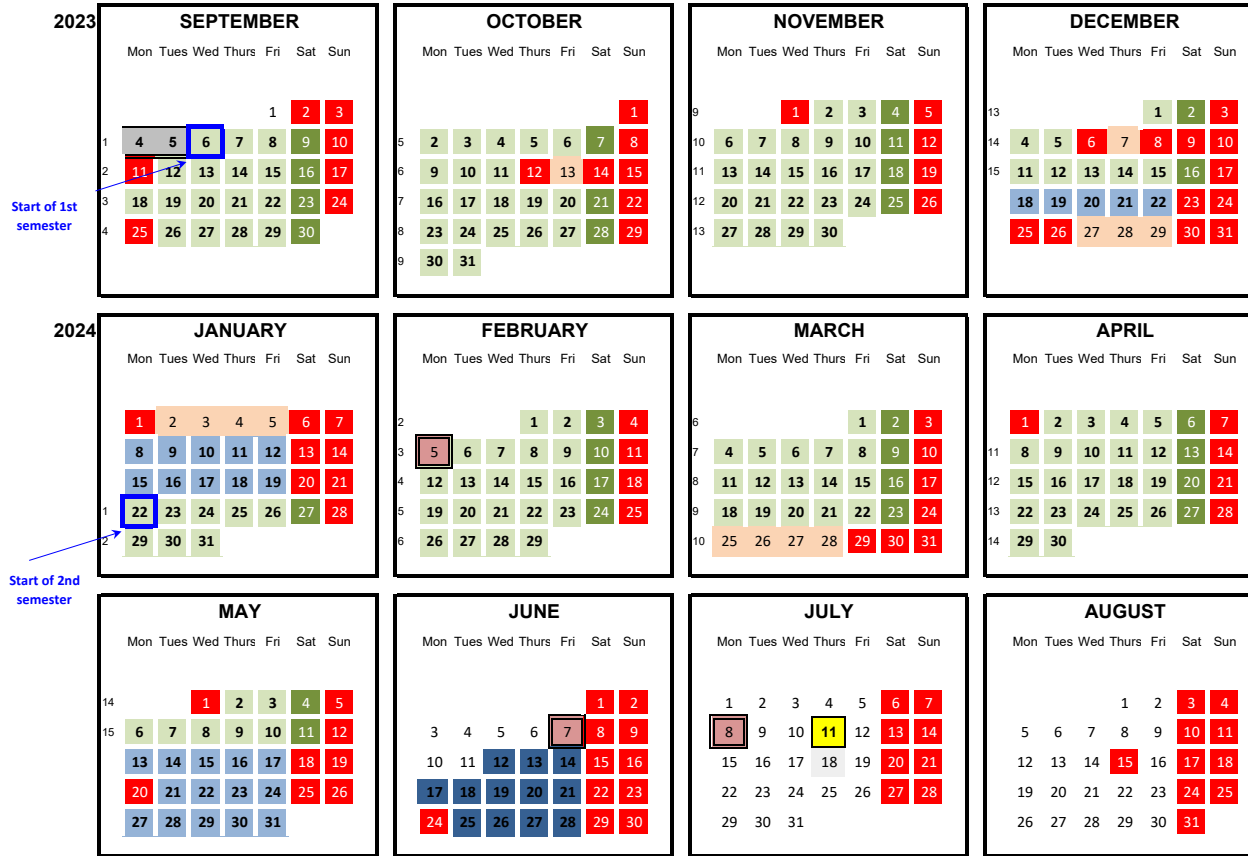 2023 SEPTEMBER OCTOBER NOVEMBER DECEMBER
Mon Tues Wed Thurs Fri Sat Sun Mon Tues Wed Thurs Fri Sat Sun Mon Tues Wed Thurs Fri Sat Sun Mon Tues Wed Thurs Fri Sat Sun
1 2 3 1 9 1 2 3 4 5 13 1 2 3
1 4 5 6 7 8 9 10 5 2 3 4 5 6 7 8 10 6 7 8 9 10 11 12 14 4 5 6 7 8 9 10
2 11 12 13 14 15 16 17 6 9 10 11 12 13 14 15 11 13 14 15 16 17 18 19 15 11 12 13 14 15 16 17
3 18 19 20 21 22 23 24 7 16 17 18 19 20 21 22 12 20 21 22 23 24 25 26 18 19 20 21 22 23 24
4 25 26 27 28 29 30 8 23 24 25 26 27 28 29 13 27 28 29 30 25 26 27 28 29 30 31
9 30 31
Start of 1st
semester
2024 JANUARY FEBRUARY MARCH APRIL
Mon Tues Wed Thurs Fri Sat Sun Mon Tues Wed Thurs Fri Sat Sun Mon Tues Wed Thurs Fri Sat Sun Mon Tues Wed Thurs Fri Sat Sun
1 2 3 4 5 6 7 2 1 2 3 4 6 1 2 3 1 2 3 4 5 6 7
8 9 10 11 12 13 14 3 5 6 7 8 9 10 11 7 4 5 6 7 8 9 10 11 8 9 10 11 12 13 14
15 16 17 18 19 20 21 4 12 13 14 15 16 17 18 8 11 12 13 14 15 16 17 12 15 16 17 18 19 20 21
1 22 23 24 25 26 27 28 5 19 20 21 22 23 24 25 9 18 19 20 21 22 23 24 13 22 23 24 25 26 27 28
2 29 30 31 6 26 27 28 29 10 25 26 27 28 29 30 31 14 29 30
Start of 2nd
semester
MAY JUNE JULY AUGUST
Mon Tues Wed Thurs Fri Sat Sun Mon Tues Wed Thurs Fri Sat Sun Mon Tues Wed Thurs Fri Sat Sun Mon Tues Wed Thurs Fri Sat Sun
14 1 2 3 4 5 1 2 1 2 3 4 5 6 7 1 2 3 4
15 6 7 8 9 10 11 12 3 4 5 6 7 8 9 8 9 10 11 12 13 14 5 6 7 8 9 10 11
13 14 15 16 17 18 19 10 11 12 13 14 15 16 15 16 17 18 19 20 21 12 13 14 15 16 17 18
20 21 22 23 24 25 26 17 18 19 20 21 22 23 22 23 24 25 26 27 28 19 20 21 22 23 24 25
27 28 29 30 31 24 25 26 27 28 29 30 29 30 31 26 27 28 29 30 31